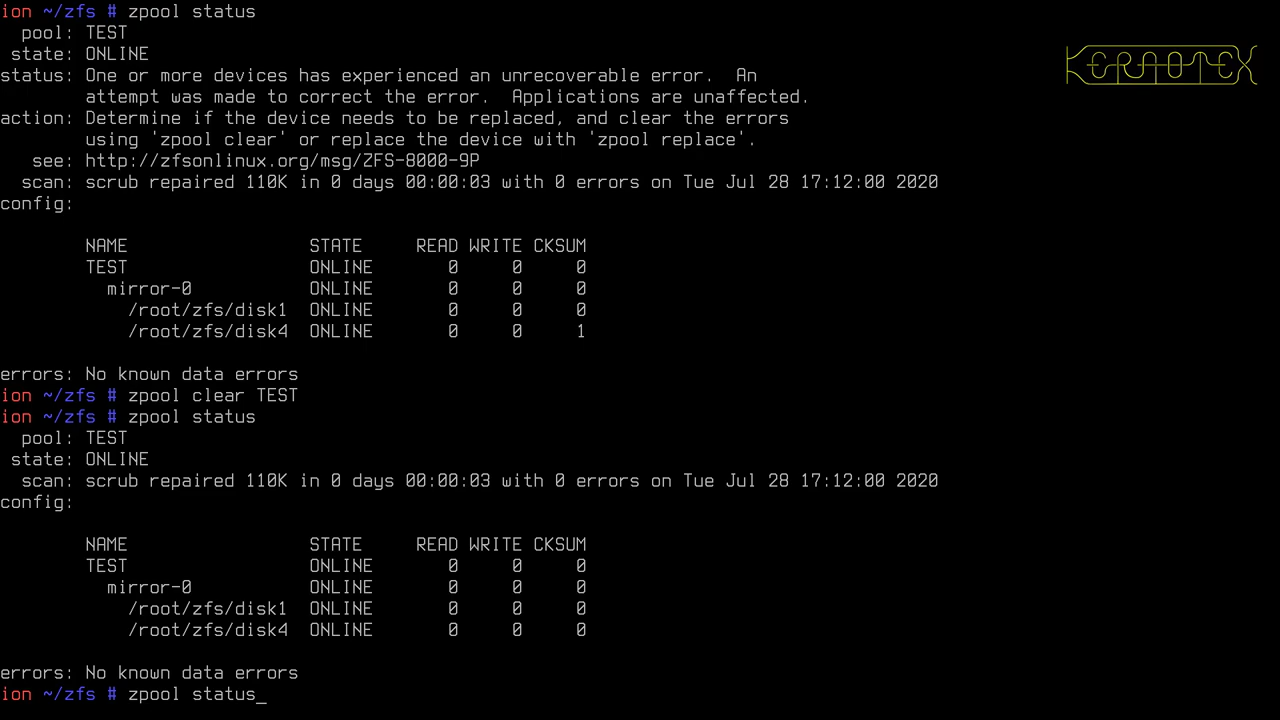 ion ~/zfs # zpool status
  pool: TEST
 state: ONLINE
status: One or more devices has experienced an unrecoverable error.  An
        attempt was made to correct the error.  Applications are unaffected.
action: Determine if the device needs to be replaced, and clear the errors
        using 'zpool clear' or replace the device with 'zpool replace'.
   see: http://zfsonlinux.org/msg/ZFS-8000-9P
  scan: scrub repaired 110K in 0 days 00:00:03 with 0 errors on Tue Jul 28 17:12:00 2020
config:

        NAME                 STATE     READ WRITE CKSUM
        TEST                 ONLINE       0     0     0
          mirror-0           ONLINE       0     0     0
            /root/zfs/disk1  ONLINE       0     0     0
            /root/zfs/disk4  ONLINE       0     0     1

errors: No known data errors
ion ~/zfs # zpool clear TEST
ion ~/zfs # zpool status
  pool: TEST
 state: ONLINE
  scan: scrub repaired 110K in 0 days 00:00:03 with 0 errors on Tue Jul 28 17:12:00 2020
config:

        NAME                 STATE     READ WRITE CKSUM
        TEST                 ONLINE       0     0     0
          mirror-0           ONLINE       0     0     0
            /root/zfs/disk1  ONLINE       0     0     0
            /root/zfs/disk4  ONLINE       0     0     0

errors: No known data errors
ion ~/zfs # zpool status_